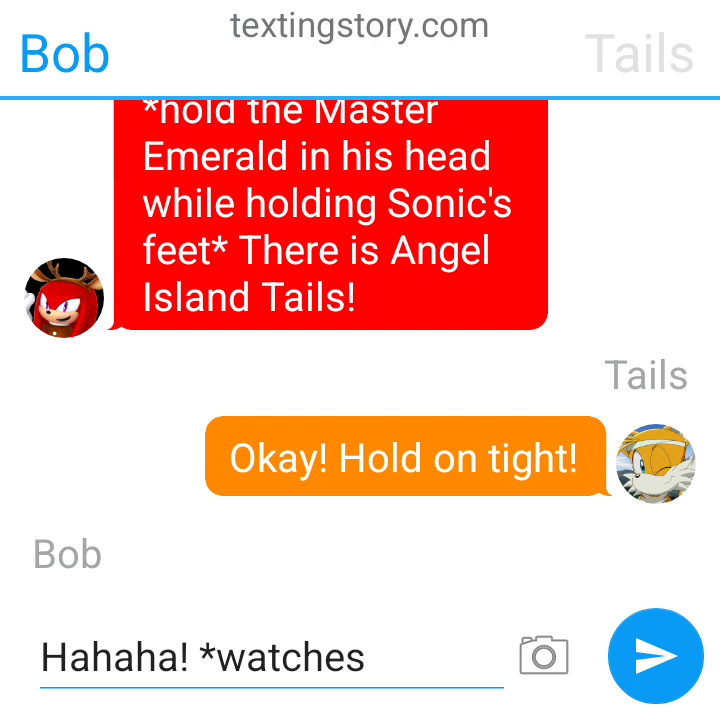 textingstory.com
Bob
Tails
*hold the Master
Emerald in his head
while holding Sonic's
feet* There is Angel
Island Tails!
Tails
Okay! Hold on tight!
Bob
Hahaha! *watches